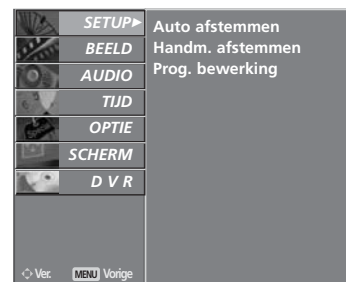 SETUP
BEELD
AUDIO
TIJD
OPTIE
SCHERM
D V R
Auto afstemmen
Handm. afstemmen
Prog. bewerking
Ver. MENU Vorige